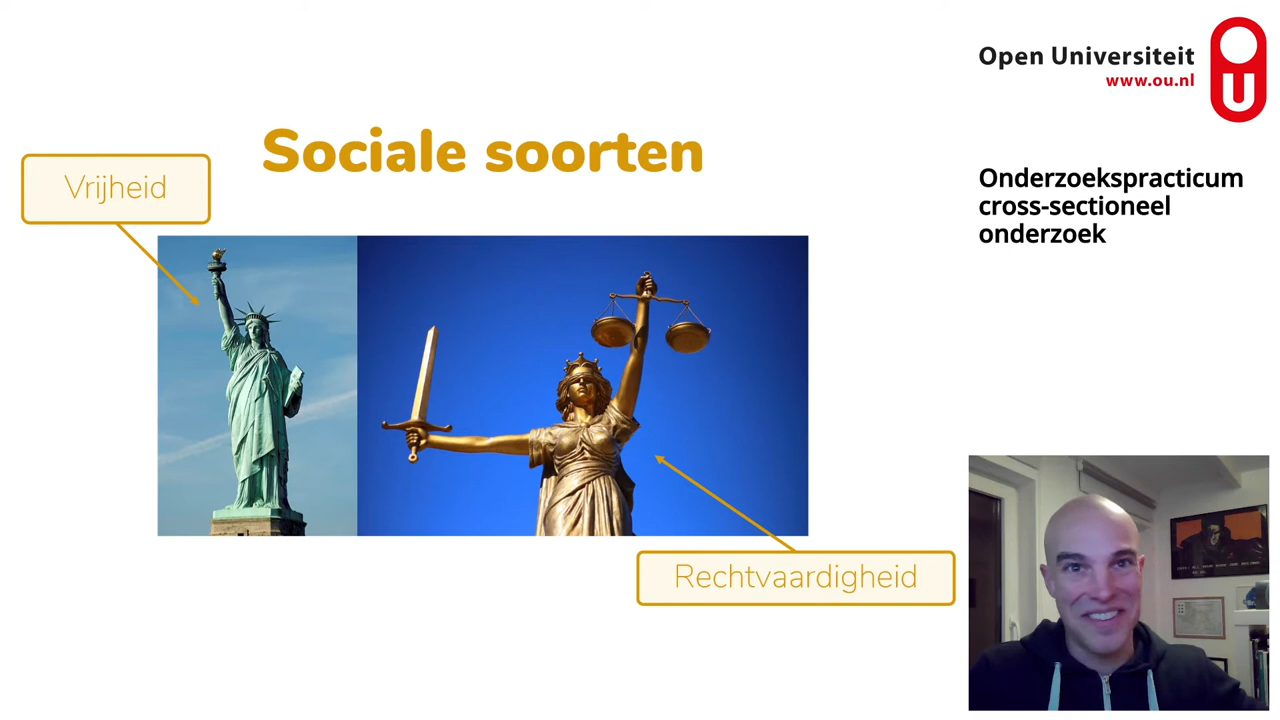 Open Universiteit
www.ou.nl
Sociale soorten
Vrijheid
Onderzoekspracticum
cross-sectioneel
onderzoek
Rechtvaardigheid